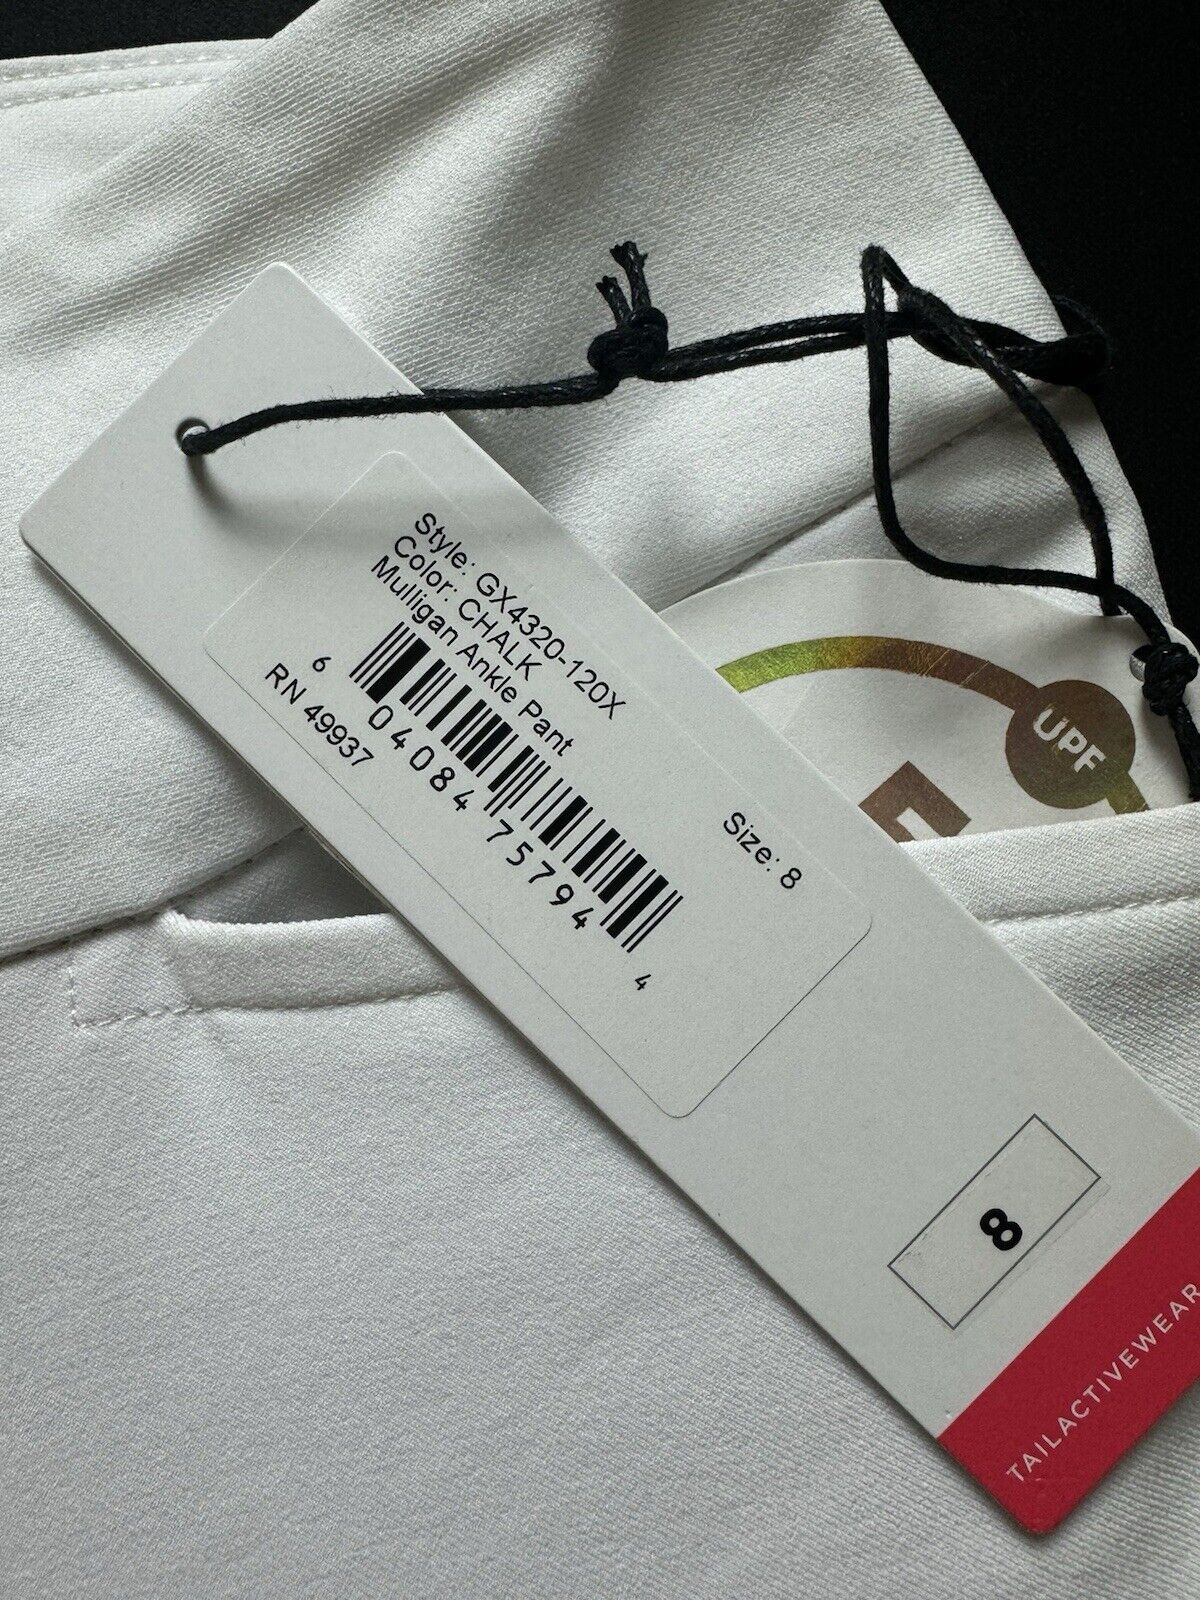 Style: GX4320-120X
Color: CHALK
Mulligan Ankle Pant
Size: 8
6 04084 75794 4
RN 49937
8
TAILACTIVEWEAR
UPF